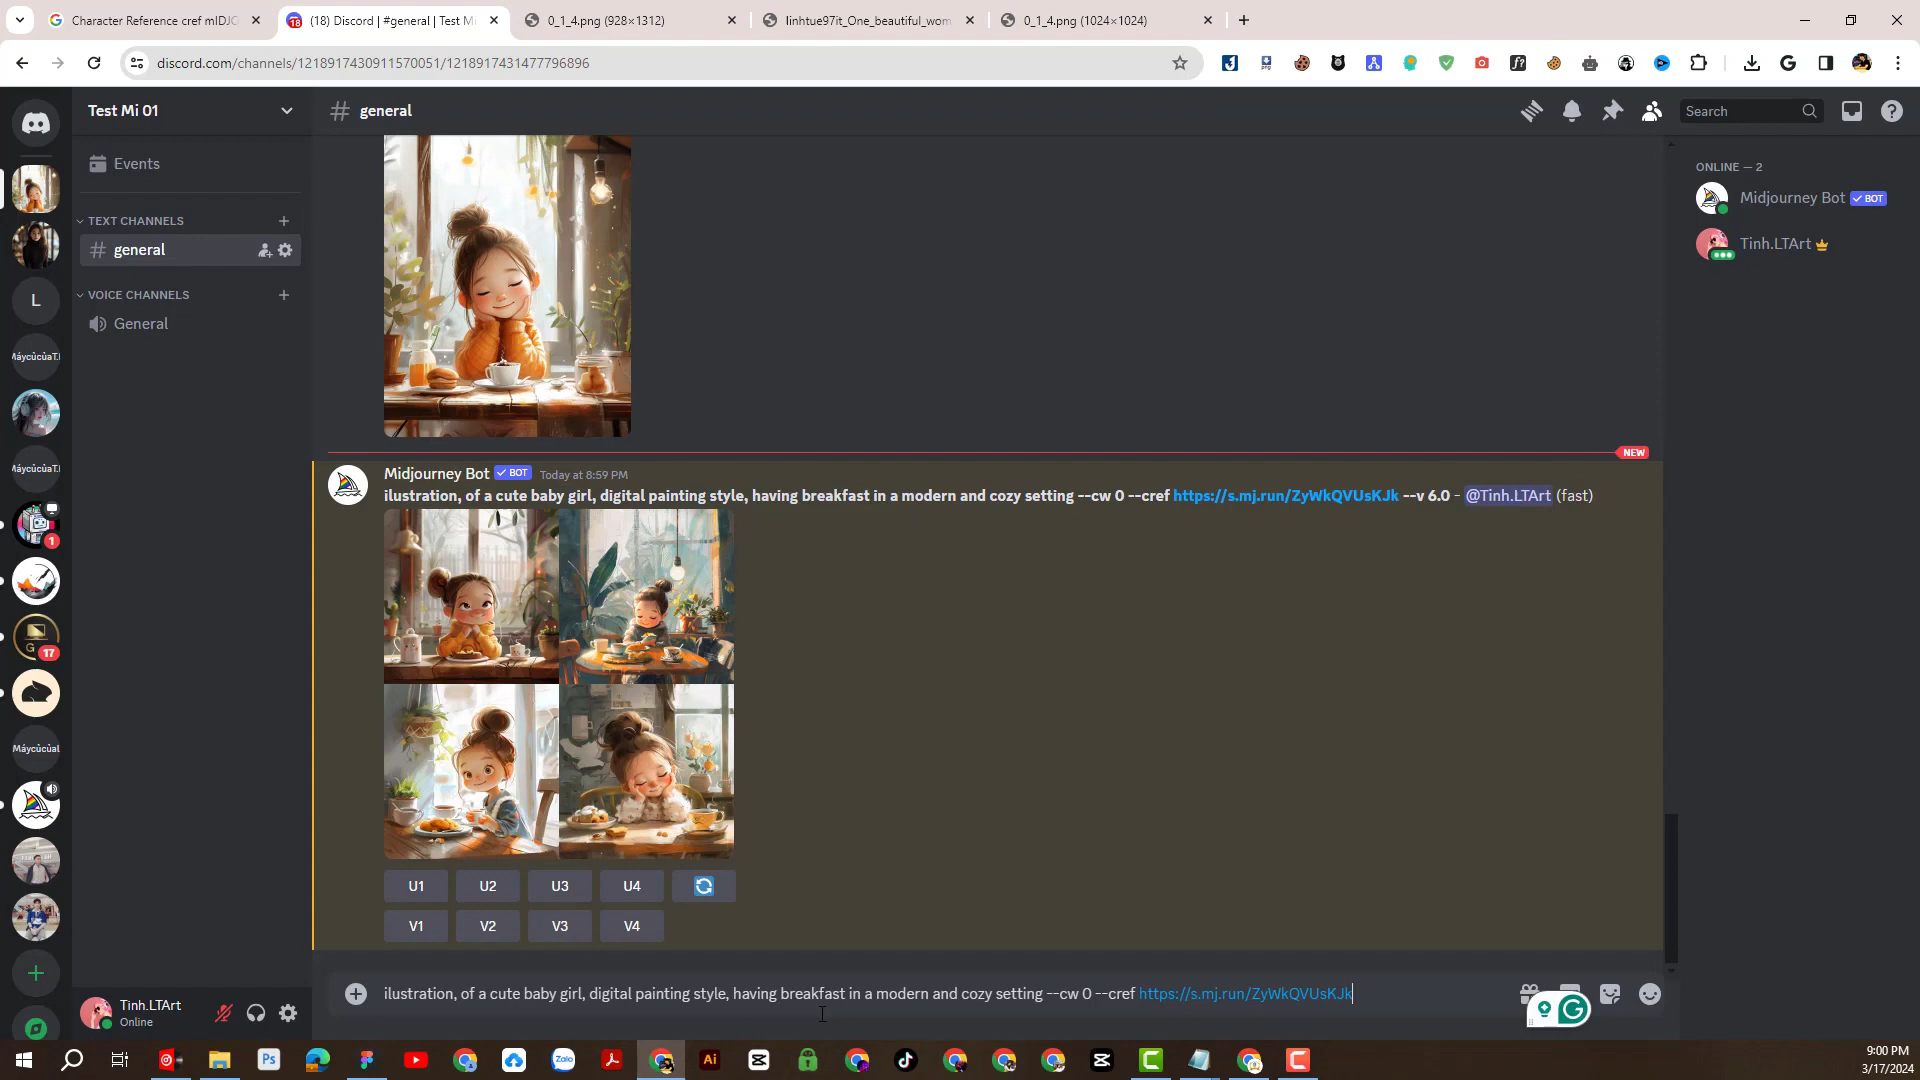 Character Reference cref mIDJO
(18) Discord | #general | Test Mi
0_1_4.png (928×1312)
linhtue97it_One_beautiful_wom
0_1_4.png (1024×1024)
discord.com/channels/1218917430911570051/1218917431477796896
Test Mi 01
general
Search
Events
TEXT CHANNELS
general
VOICE CHANNELS
General
L
ONLINE — 2
Midjourney Bot BOT
Tinh.LTArt
NEW
Midjourney Bot BOT Today at 8:59 PM
ilustration, of a cute baby girl, digital painting style, having breakfast in a modern and cozy setting --cw 0 --cref https://s.mj.run/ZyWkQVUsKJk --v 6.0 - @Tinh.LTArt (fast)
U1 U2 U3 U4
V1 V2 V3 V4
1
G 17
ilustration, of a cute baby girl, digital painting style, having breakfast in a modern and cozy setting --cw 0 --cref https://s.mj.run/ZyWkQVUsKJk
Tinh.LTArt
Online
Ps
Zalo
Ai
9:00 PM
3/17/2024